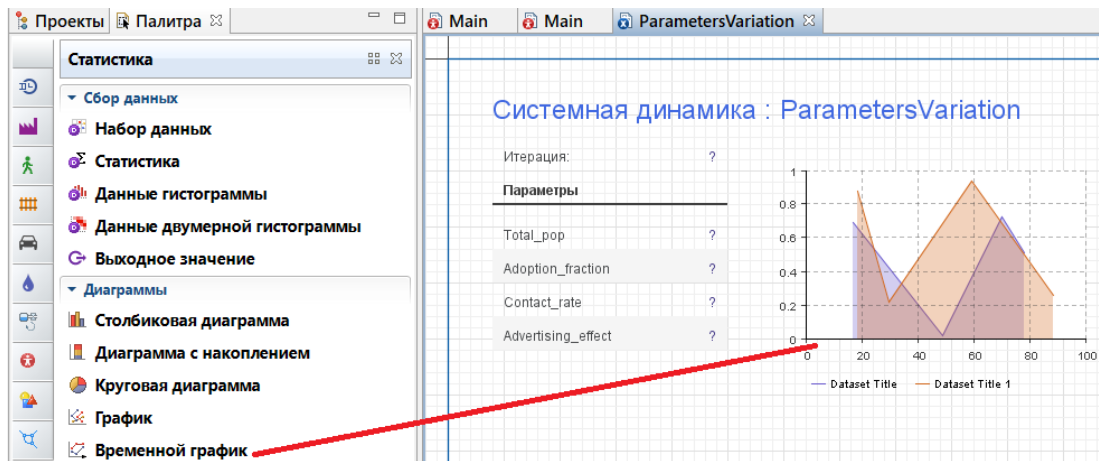 Проекты Палитра
Статистика
Сбор данных
Набор данных
Статистика
Данные гистограммы
Данные двумерной гистограммы
Выходное значение
Диаграммы
Столбиковая диаграмма
Диаграмма с накоплением
Круговая диаграмма
График
Временной график
Main Main ParametersVariation
Системная динамика : ParametersVariation
Итерация: ?
Параметры
Total_pop ?
Adoption_fraction ?
Contact_rate ?
Advertising_effect ?
1
0.8
0.6
0.4
0.2
0
0 20 40 60 80 100
Dataset Title Dataset Title 1